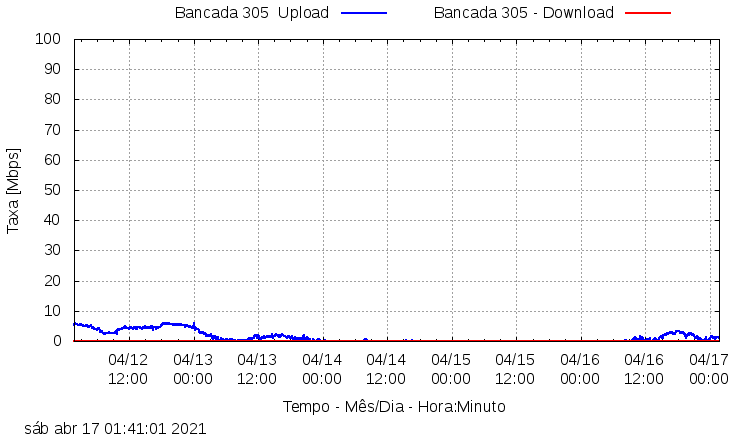 Bancada 305  Upload
Bancada 305 - Download
Taxa [Mbps]
100
90
80
70
60
50
40
30
20
10
0
04/12 04/13 04/13 04/14 04/14 04/15 04/15 04/16 04/16 04/17
12:00 00:00 12:00 00:00 12:00 00:00 12:00 00:00 12:00 00:00
Tempo - Mês/Dia - Hora:Minuto
sáb abr 17 01:41:01 2021